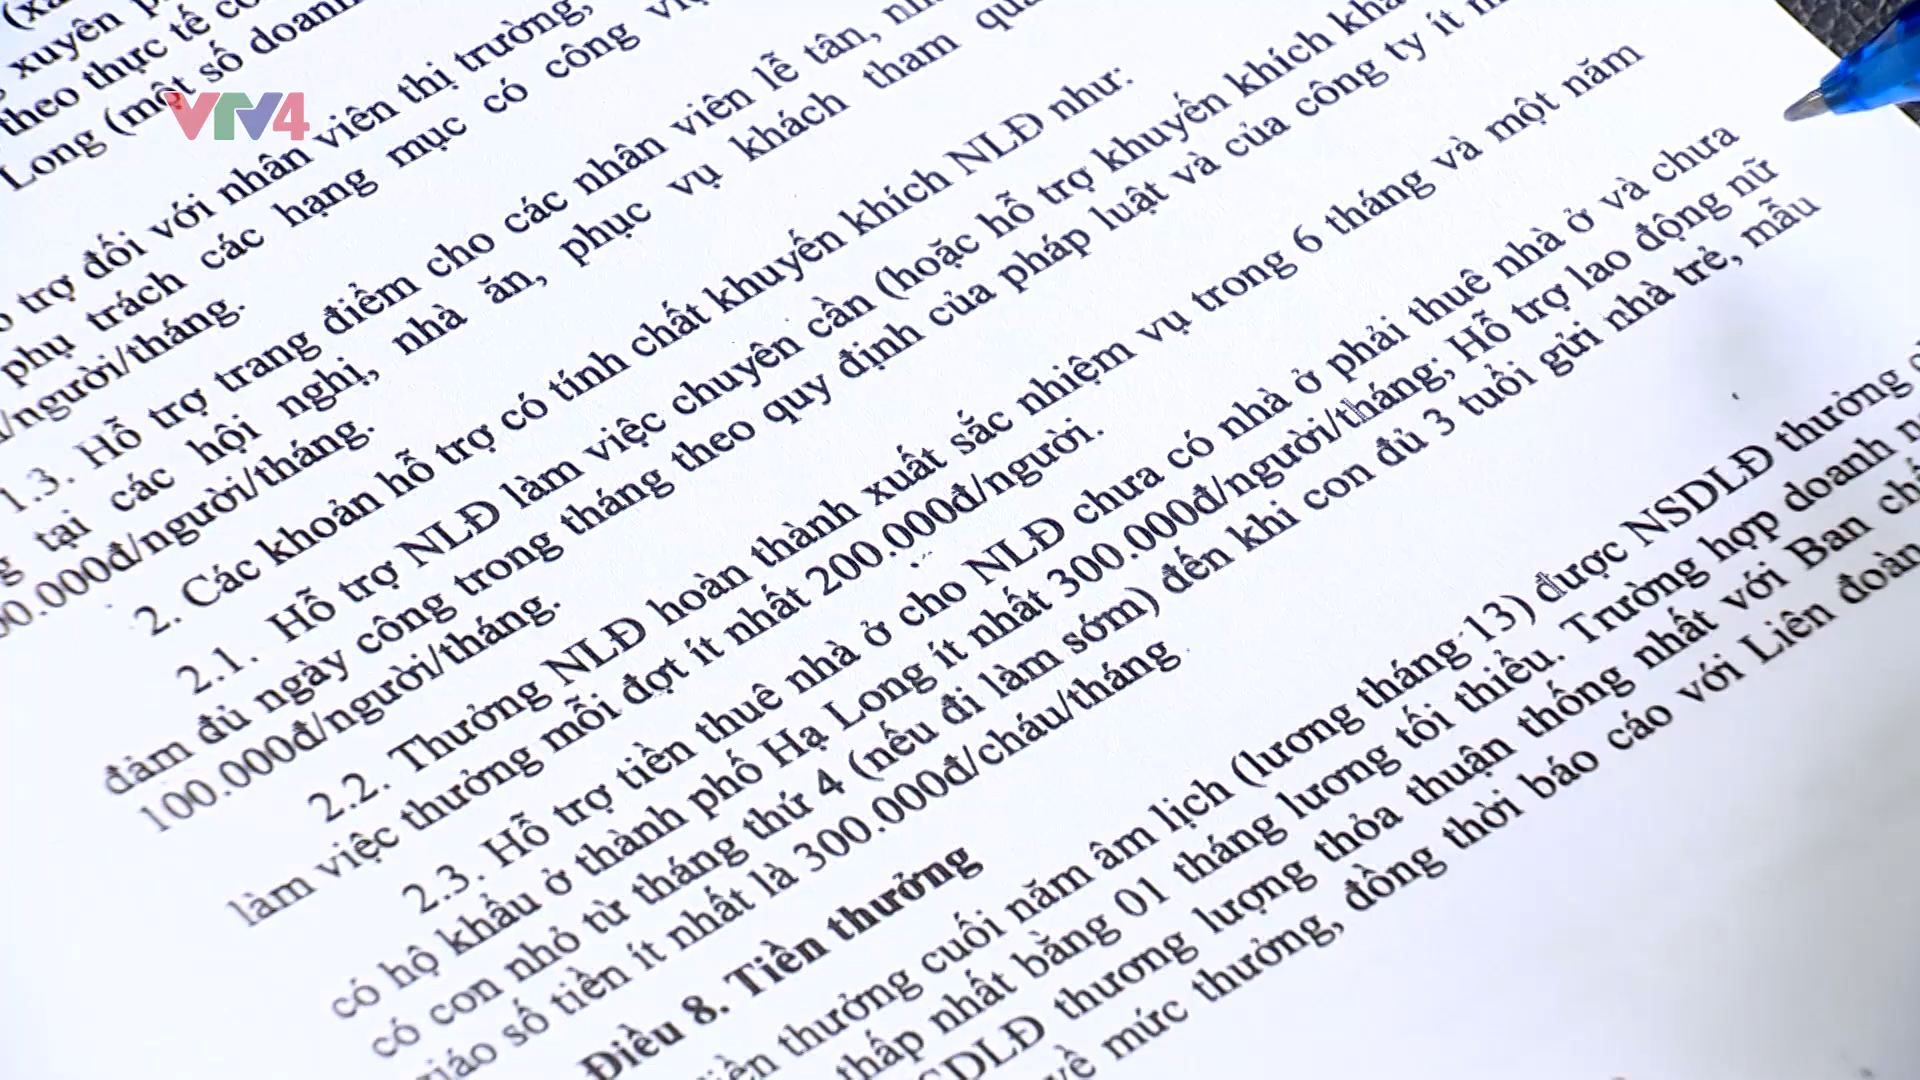 xuyên
theo thực tế
Long (một số doanh
VTV4
trợ đối với nhân viên thị trường,
phụ trách các hạng mục có công
/người/tháng.
1.3. Hỗ trợ trang điểm cho các nhân viên lễ tân,
tại các hội nghị, nhà ăn, phục vụ khách tham
00.000đ/người/tháng.
2. Các khoản hỗ trợ có tính chất khuyến khích NLĐ như:
2.1. Hỗ trợ NLĐ làm việc chuyên cần (hoặc hỗ trợ khuyến khích
đảm đủ ngày công trong tháng theo quy định của pháp luật và của công ty ít
100.000đ/người/tháng.
2.2. Thưởng NLĐ hoàn thành xuất sắc nhiệm vụ trong 6 tháng và một năm
làm việc thưởng mỗi đợt ít nhất 200.000đ/người.
2.3. Hỗ trợ tiền thuê nhà ở cho NLĐ chưa có nhà ở phải thuê nhà ở và chưa
có hộ khẩu ở thành phố Hạ Long ít nhất 300.000đ/người/tháng; Hỗ trợ lao động nữ
có con nhỏ từ tháng thứ 4 (nếu đi làm sớm) đến khi con đủ 3 tuổi gửi nhà trẻ, mẫu
giáo số tiền ít nhất là 300.000đ/cháu/tháng
Điều 8. Tiền thưởng
thưởng cuối năm âm lịch (lương tháng 13) được NSDLĐ thưởng
thấp nhất bằng 01 tháng lương tối thiểu. Trường hợp doanh
SDLĐ thương lượng thỏa thuận thống nhất với Ban
về mức thưởng, đồng thời báo cáo với Liên đoàn